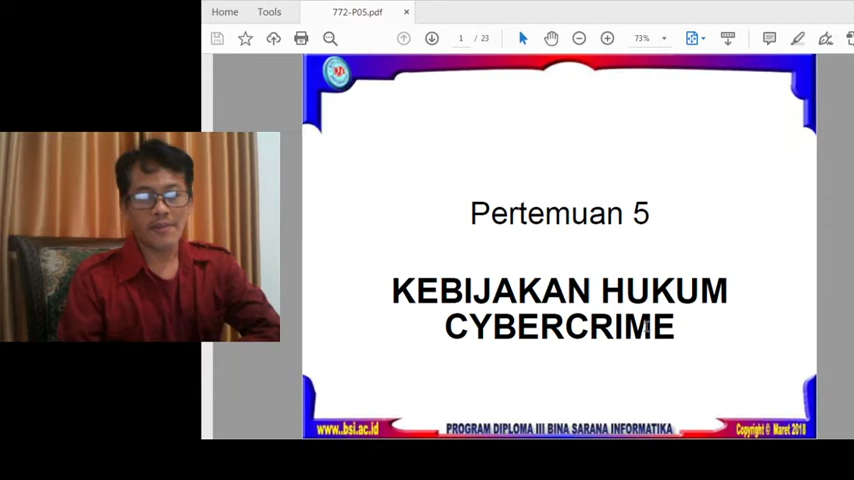 Home
Tools
772-P05.pdf
×
1 / 23
73%
Pertemuan 5
KEBIJAKAN HUKUM
CYBERCRIME
www..bsi.ac.id
PROGRAM DIPLOMA III BINA SARANA INFORMATIKA
Copyright © Maret 2018